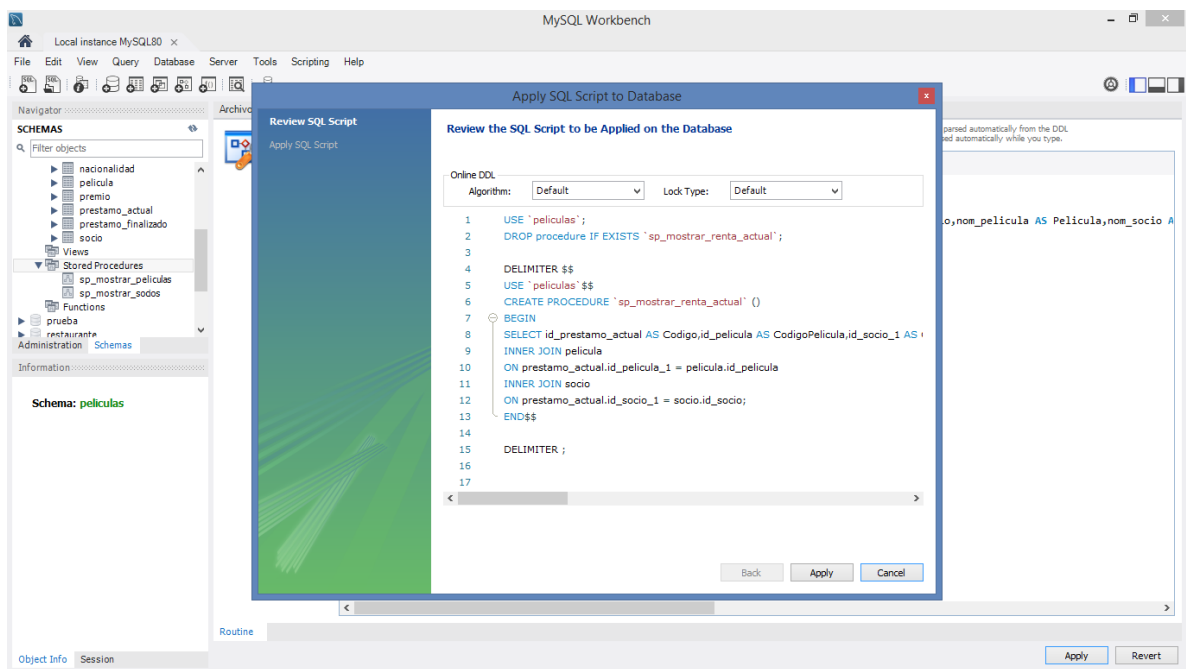 MySQL Workbench
Local instance MySQL80
File Edit View Query Database Server Tools Scripting Help
Navigator
SCHEMAS
Filter objects
nacionalidad
pelicula
premio
prestamo_actual
prestamo_finalizado
socio
Views
Stored Procedures
sp_mostrar_peliculas
sp_mostrar_socios
Functions
prueba
restaurante
Administration Schemas
Information
Schema: peliculas
Object Info Session
Archivo
parsed automatically from the DDL
automatically while you type.
,nom_pelicula AS Pelicula,nom_socio A
Apply SQL Script to Database
Review SQL Script
Apply SQL Script
Review the SQL Script to be Applied on the Database
Online DDL
Algorithm: Default Lock Type: Default
1 USE `peliculas`;
2 DROP procedure IF EXISTS `sp_mostrar_renta_actual`;
3
4 DELIMITER $$
5 USE `peliculas`$$
6 CREATE PROCEDURE `sp_mostrar_renta_actual` ()
7 BEGIN
8 SELECT id_prestamo_actual AS Codigo,id_pelicula AS CodigoPelicula,id_socio_1 AS
9 INNER JOIN pelicula
10 ON prestamo_actual.id_pelicula_1 = pelicula.id_pelicula
11 INNER JOIN socio
12 ON prestamo_actual.id_socio_1 = socio.id_socio;
13 END$$
14
15 DELIMITER ;
16
17
Back Apply Cancel
Routine
Apply Revert